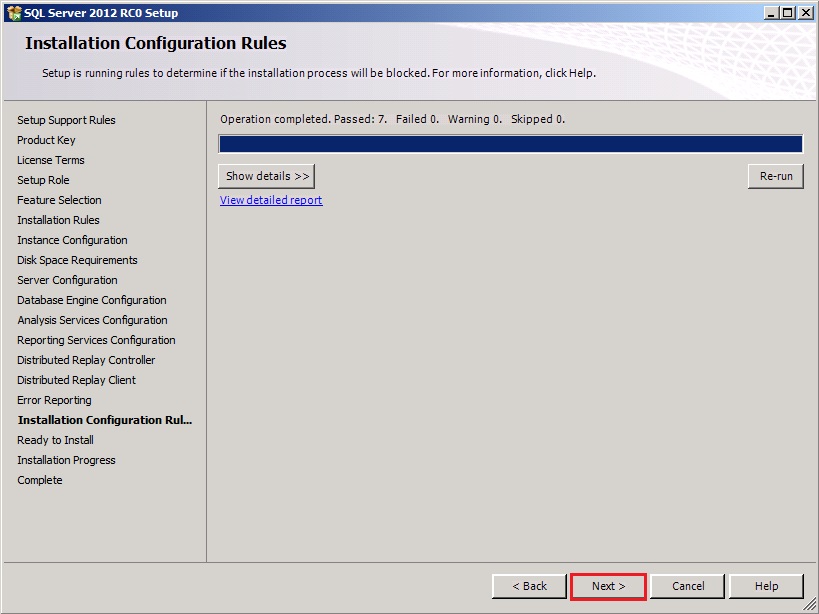 SQL Server 2012 RC0 Setup
Installation Configuration Rules
Setup is running rules to determine if the installation process will be blocked. For more information, click Help.
Setup Support Rules
Product Key
License Terms
Setup Role
Feature Selection
Installation Rules
Instance Configuration
Disk Space Requirements
Server Configuration
Database Engine Configuration
Analysis Services Configuration
Reporting Services Configuration
Distributed Replay Controller
Distributed Replay Client
Error Reporting
Installation Configuration Rul...
Ready to Install
Installation Progress
Complete
Operation completed. Passed: 7.   Failed 0.   Warning 0.   Skipped 0.
Show details >>
Re-run
View detailed report
< Back
Next >
Cancel
Help